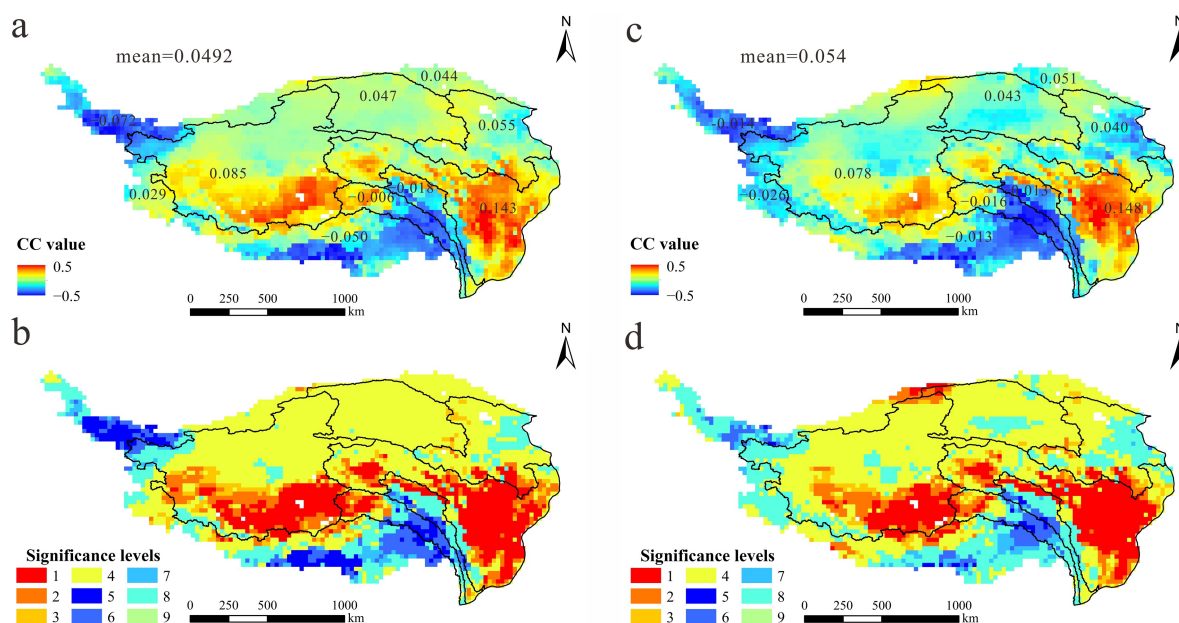 a
N
mean=0.0492
0.044
0.047
-0.072
0.055
0.085
0.029
-0.018
−0.006
0.143
−0.050
CC value
0.5
−0.5
0 250 500 1000
km
c
N
mean=0.054
0.051
0.043
-0.014
0.040
0.078
-0.026
-0.013
−0.016
0.148
−0.013
CC value
0.5
−0.5
0 250 500 1000
km
b
N
Significance levels
1 4 7
2 5 8
3 6 9
0 250 500 1000
km
d
N
Significance levels
1 4 7
2 5 8
3 6 9
0 250 500 1000
km